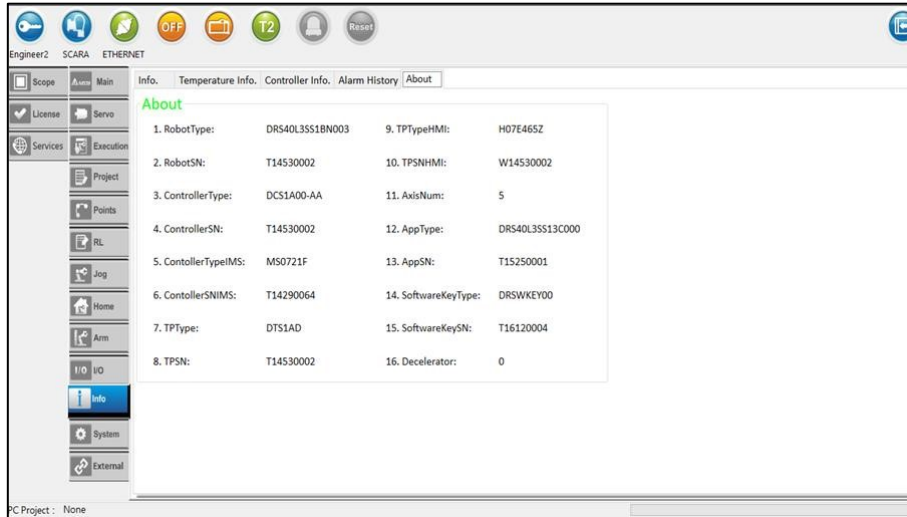 OFF
T2
Reset
Engineer2 SCARA ETHERNET
Scope
License
Services
Main
Servo
Execution
Project
Points
RL
Jog
Home
Arm
I/O I/O
Info
System
External
Info. Temperature Info. Controller Info. Alarm History About
About
1. RobotType: DRS40L3SS1BN003
2. RobotSN: T14530002
3. ControllerType: DCS1A00-AA
4. ControllerSN: T14530002
5. ContollerTypeIMS: MS0721F
6. ContollerSNIMS: T14290064
7. TPType: DTS1AD
8. TPSN: T14530002
9. TPTypeHMI: H07E465Z
10. TPSNHMI: W14530002
11. AxisNum: 5
12. AppType: DRS40L3SS13C000
13. AppSN: T15250001
14. SoftwareKeyType: DRSWKEY00
15. SoftwareKeySN: T16120004
16. Decelerator: 0
PC Project : None